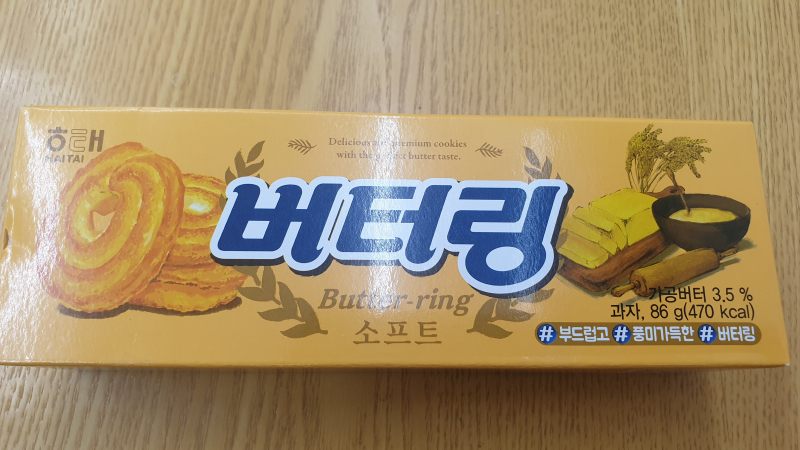 해태
HAITAI
Delicious and premium cookies
with the perfect butter taste.
버터링
Butter-ring
소프트
가공버터 3.5 %
과자, 86 g(470 kcal)
#부드럽고 #풍미가득한 #버터링